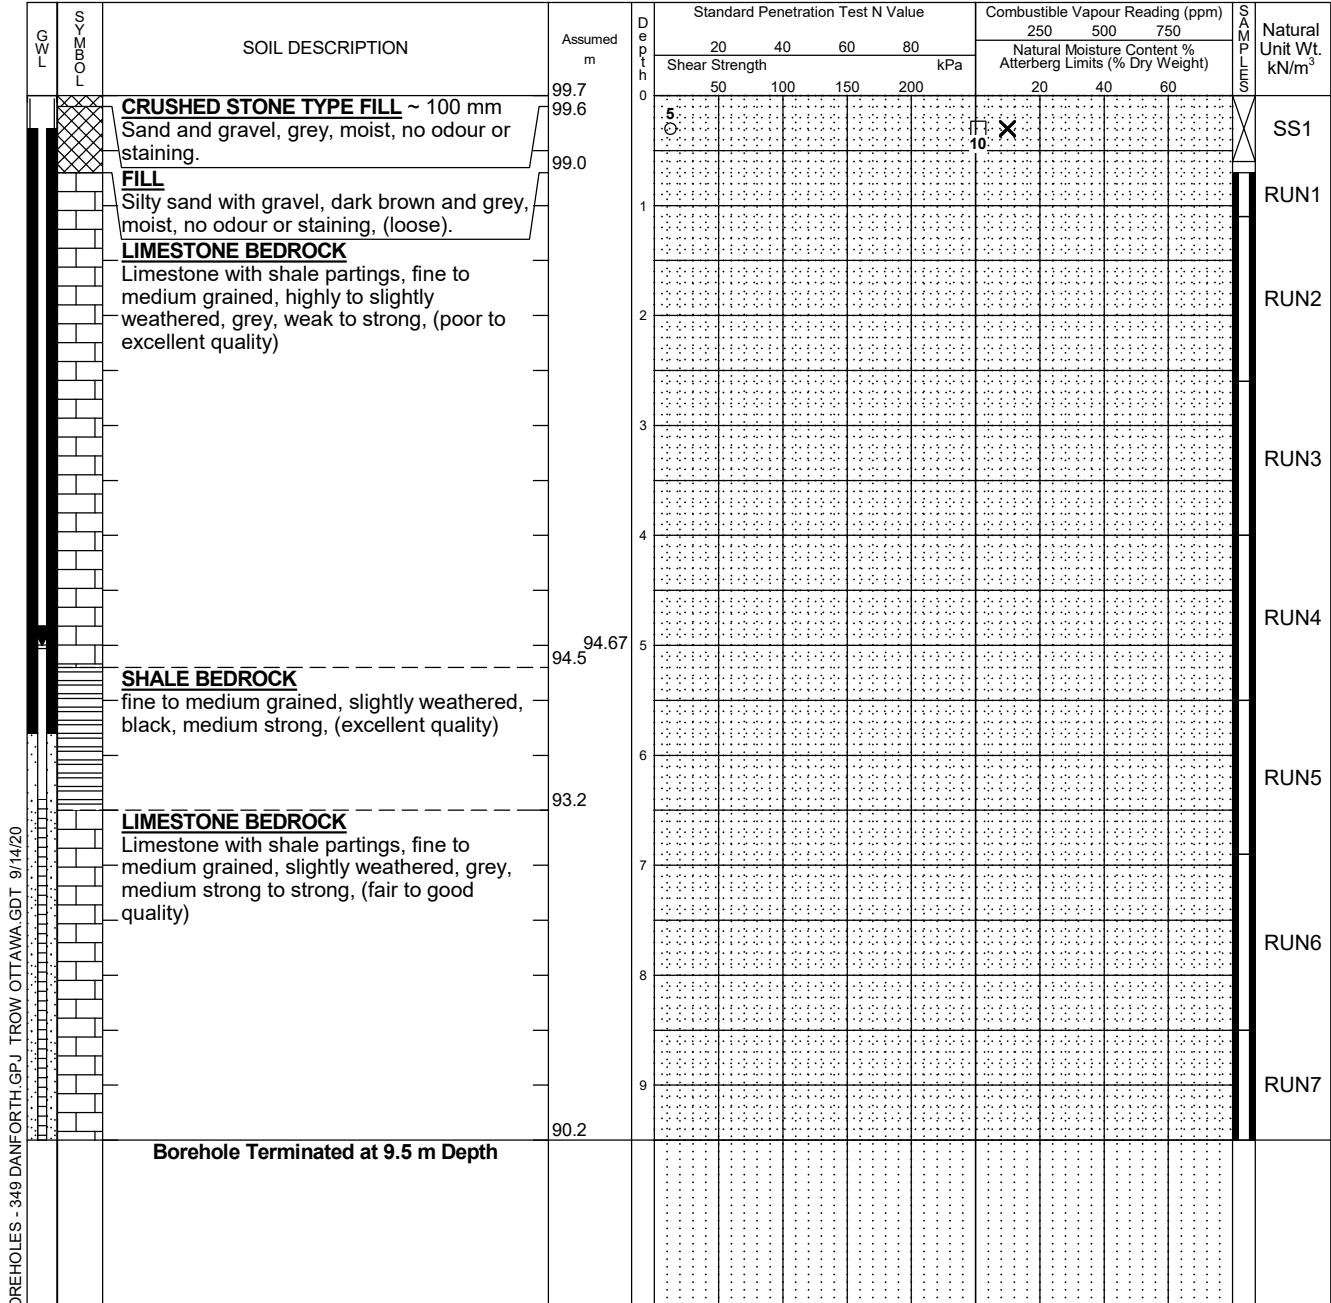 GWL
SYMBOL
SOIL DESCRIPTION
Assumed
m
Depth
Standard Penetration Test N Value
20 40 60 80
Shear Strength kPa
50 100 150 200
Combustible Vapour Reading (ppm)
250 500 750
Natural Moisture Content %
Atterberg Limits (% Dry Weight)
20 40 60
SAMPLES
Natural
Unit Wt.
kN/m³
99.7
0
CRUSHED STONE TYPE FILL ~ 100 mm
99.6
Sand and gravel, grey, moist, no odour or
staining.
5
10
SS1
99.0
FILL
Silty sand with gravel, dark brown and grey,
moist, no odour or staining, (loose).
1
RUN1
LIMESTONE BEDROCK
Limestone with shale partings, fine to
medium grained, highly to slightly
weathered, grey, weak to strong, (poor to
excellent quality)
2
RUN2
3
RUN3
4
RUN4
94.67
94.5
5
SHALE BEDROCK
fine to medium grained, slightly weathered,
black, medium strong, (excellent quality)
6
RUN5
93.2
LIMESTONE BEDROCK
Limestone with shale partings, fine to
medium grained, slightly weathered, grey,
medium strong to strong, (fair to good
quality)
7
RUN6
8
9
RUN7
90.2
Borehole Terminated at 9.5 m Depth
OREHOLES - 349 DANFORTH.GPJ TROW OTTAWA.GDT 9/14/20